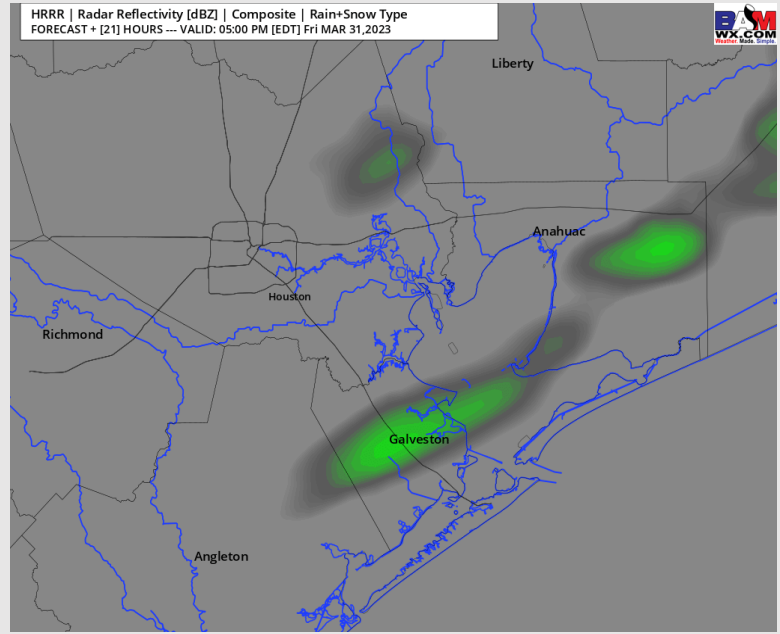 HRRR | Radar Reflectivity [dBZ] | Composite | Rain+Snow Type
FORECAST + [21] HOURS --- VALID: 05:00 PM [EDT] Fri MAR 31,2023
BAM
WX.COM
Weather. Made. Simple.
Liberty
Anahuac
Houston
Richmond
Galveston
Angleton